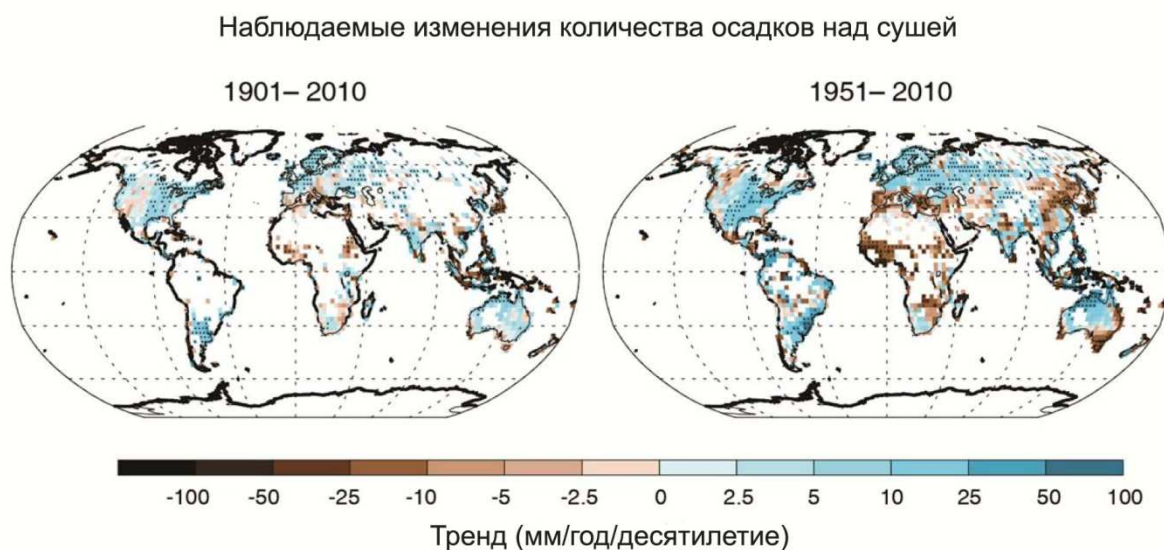 Наблюдаемые изменения количества осадков над сушей
1901– 2010
1951– 2010
-100 -50 -25 -10 -5 -2.5 0 2.5 5 10 25 50 100
Тренд (мм/год/десятилетие)